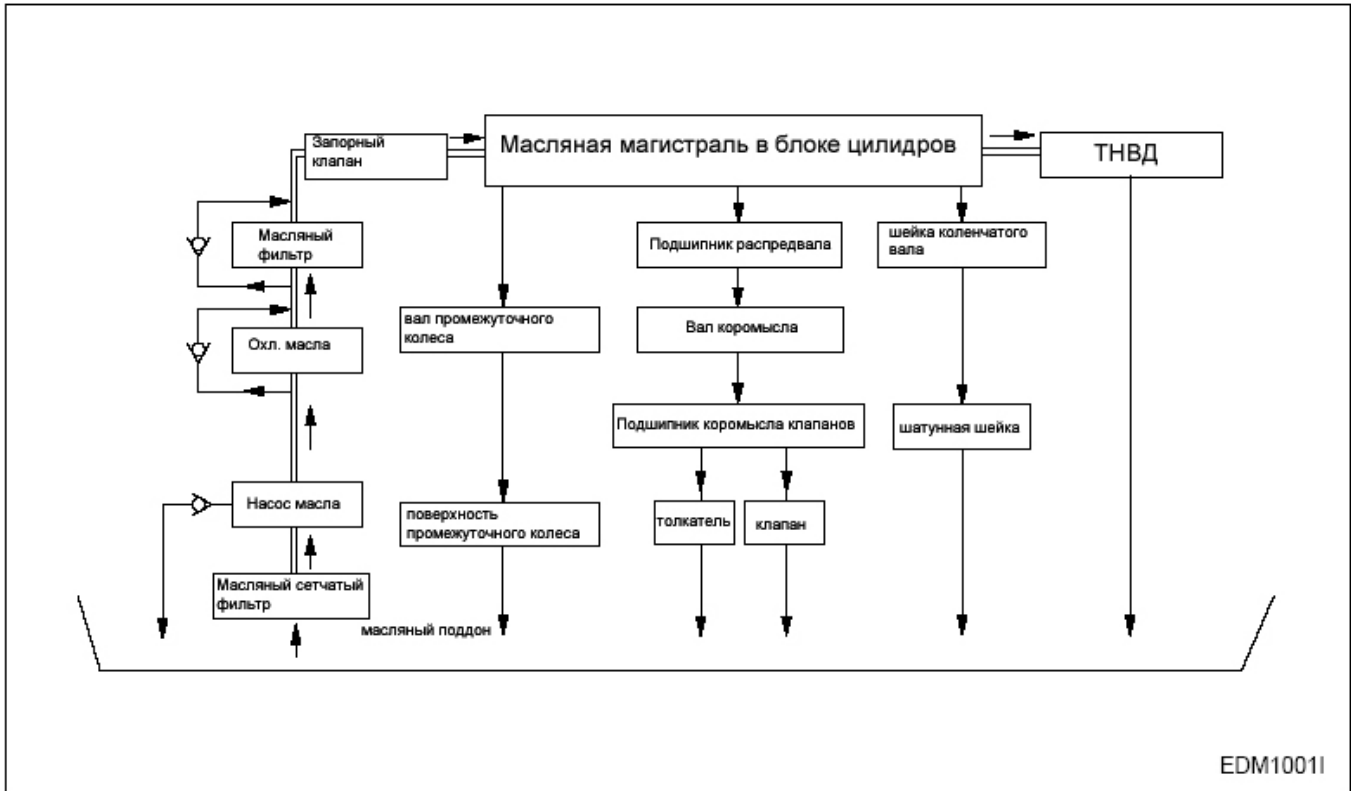 Запорный
клапан
Масляная магистраль в блоке цилидров
ТНВД
Масляный
фильтр
Подшипник распредвала
шейка коленчатого
вала
вал промежуточного
колеса
Вал коромысла
Охл. масла
Подшипник коромысла клапанов
шатунная шейка
Насос масла
поверхность
промежуточного колеса
толкатель
клапан
Масляный сетчатый
фильтр
масляный поддон
EDM1001I